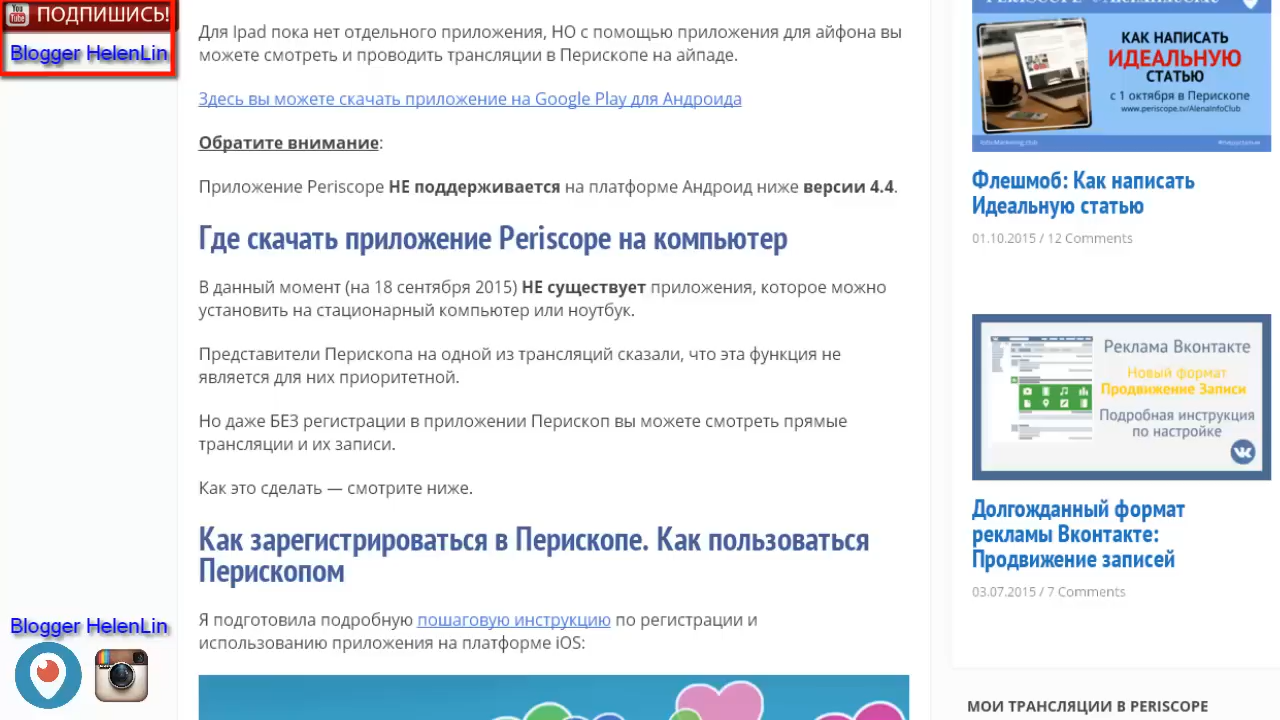 ПОДПИШИСЬ!
Blogger HelenLin
Для Ipad пока нет отдельного приложения, НО с помощью приложения для айфона вы
можете смотреть и проводить трансляции в Перископе на айпаде.
Здесь вы можете скачать приложение на Google Play для Андроида
Обратите внимание:
Приложение Periscope НЕ поддерживается на платформе Андроид ниже версии 4.4.
Где скачать приложение Periscope на компьютер
В данный момент (на 18 сентября 2015) НЕ существует приложения, которое можно
установить на стационарный компьютер или ноутбук.
Представители Перископа на одной из трансляций сказали, что эта функция не
является для них приоритетной.
Но даже БЕЗ регистрации в приложении Перископ вы можете смотреть прямые
трансляции и их записи.
Как это сделать — смотрите ниже.
Как зарегистрироваться в Перископе. Как пользоваться
Перископом
Я подготовила подробную пошаговую инструкцию по регистрации и
использованию приложения на платформе iOS:
КАК НАПИСАТЬ
ИДЕАЛЬНУЮ
СТАТЬЮ
с 1 октября в Перископе
www.periscope.tv/AlenaInfoClub
Флешмоб: Как написать
Идеальную статью
01.10.2015 / 12 Comments
Реклама Вконтакте
Новый формат
Продвижение Записи
Подробная инструкция
по настройке
Долгожданный формат
рекламы Вконтакте:
Продвижение записей
03.07.2015 / 7 Comments
МОИ ТРАНСЛЯЦИИ В PERISCOPE
Blogger HelenLin